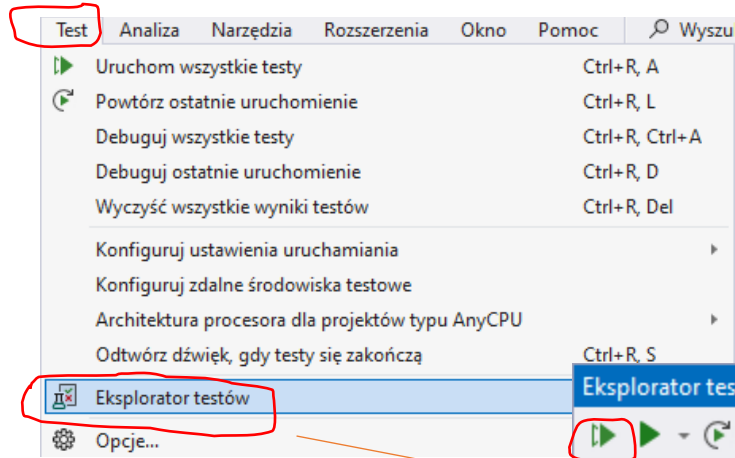 Test Analiza Narzędzia Rozszerzenia Okno Pomoc Wyszu
Uruchom wszystkie testy Ctrl+R, A
Powtórz ostatnie uruchomienie Ctrl+R, L
Debuguj wszystkie testy Ctrl+R, Ctrl+A
Debuguj ostatnie uruchomienie Ctrl+R, D
Wyczyść wszystkie wyniki testów Ctrl+R, Del
Konfiguruj ustawienia uruchamiania
Konfiguruj zdalne środowiska testowe
Architektura procesora dla projektów typu AnyCPU
Odtwórz dźwięk, gdy testy się zakończą Ctrl+R, S
Eksplorator testów
Eksplorator tes
Opcje...